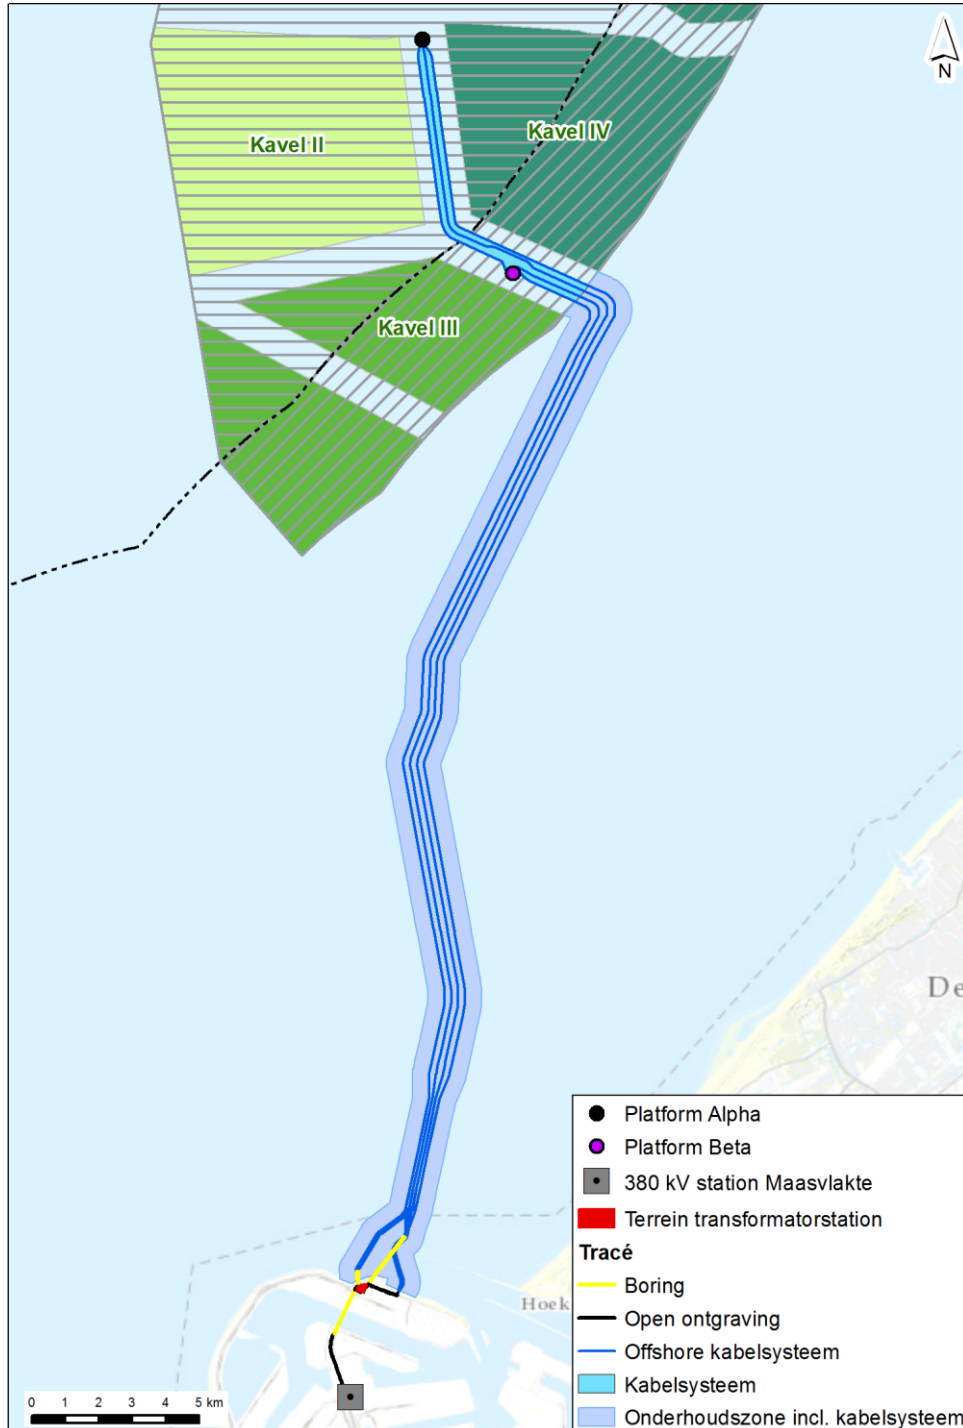 N
Kavel II
Kavel IV
Kavel III
De
Hoek
Platform Alpha
Platform Beta
380 kV station Maasvlakte
Terrein transformatorstation
Tracé
Boring
Open ontgraving
Offshore kabelsysteem
Kabelsysteem
Onderhoudszone incl. kabelsysteem
0 1 2 3 4 5 km